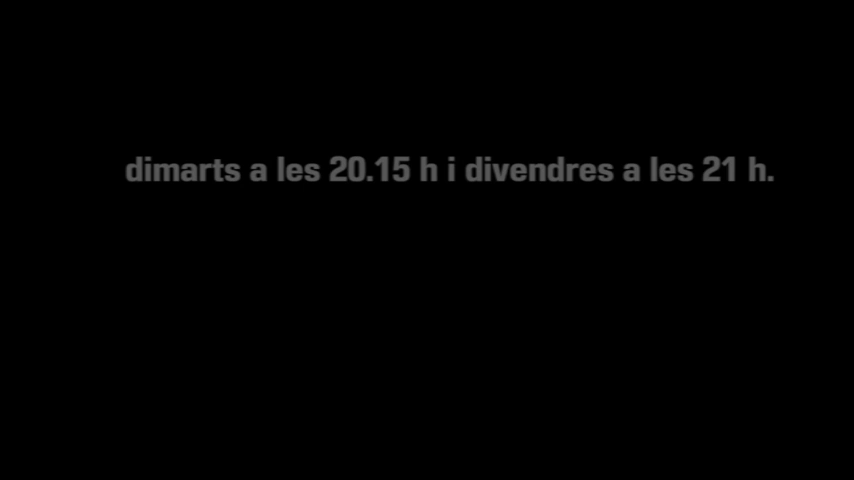 dimarts a les 20.15 h i divendres a les 21 h.